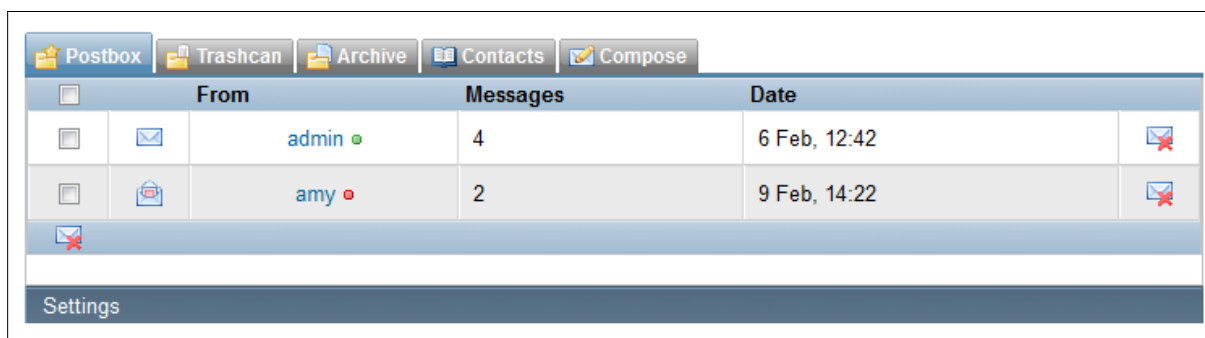 Postbox Trashcan Archive Contacts Compose
From Messages Date
admin 4 6 Feb, 12:42
amy 2 9 Feb, 14:22
Settings